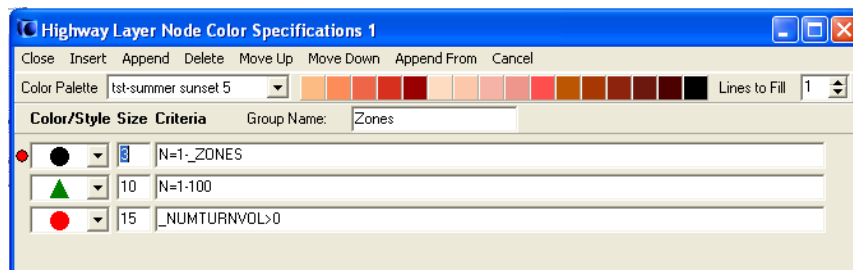 Highway Layer Node Color Specifications 1
Close Insert Append Delete Move Up Move Down Append From Cancel
Color Palette tst-summer sunset 5 Lines to Fill 1
Color/Style Size Criteria Group Name: Zones
3 N=1-_ZONES
10 N=1-100
15 _NUMTURNVOL>0